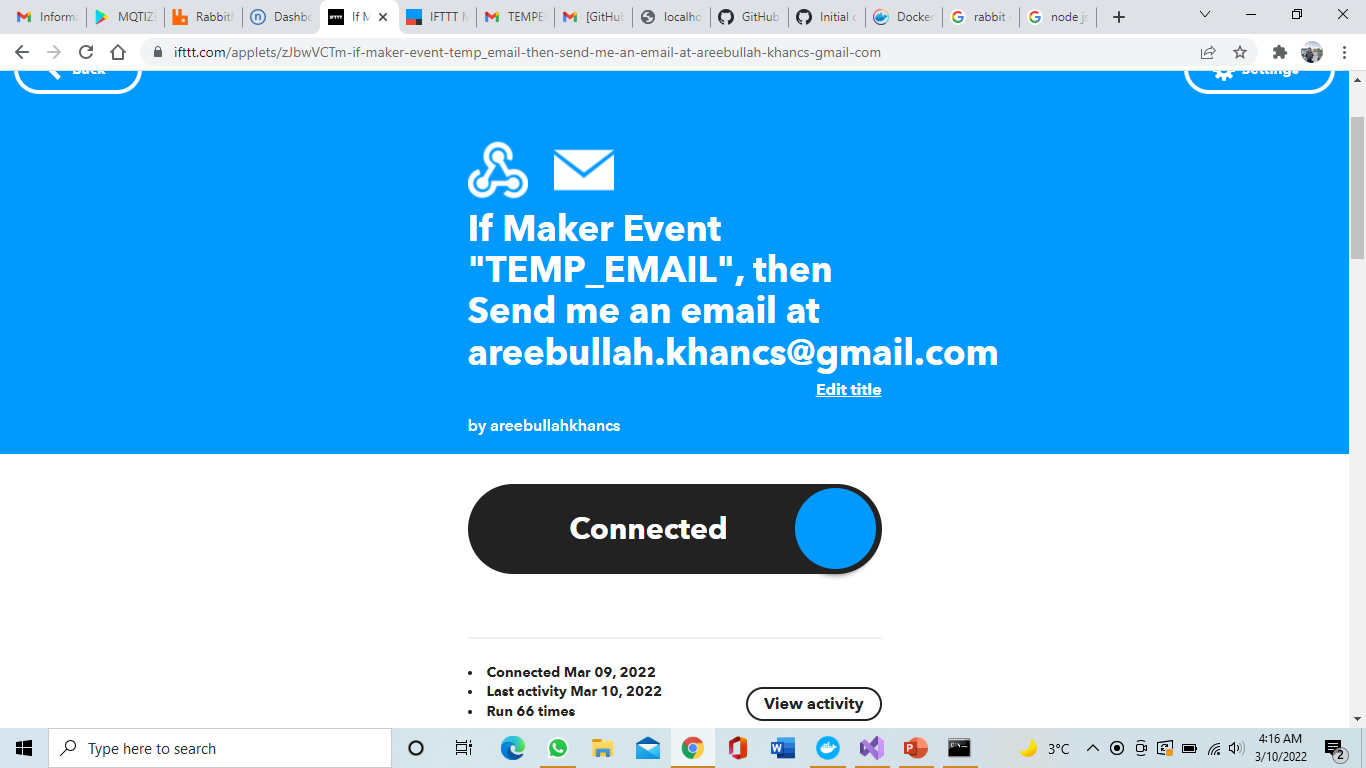 Informa
MQTIZ
Rabbit
Dashbo
IFTTT
If M
IFTTT M
TEMPE
[GitHub
localho
GitHub
Initial c
Docker
rabbit
node js
ifttt.com/applets/zJbwVCTm-if-maker-event-temp_email-then-send-me-an-email-at-areebullah-khancs-gmail-com
Back
Settings
If Maker Event
"TEMP_EMAIL", then
Send me an email at
areebullah.khancs@gmail.com
Edit title
by areebullahkhancs
Connected
• Connected Mar 09, 2022
• Last activity Mar 10, 2022
• Run 66 times
View activity
Type here to search
3°C
4:16 AM
3/10/2022
2